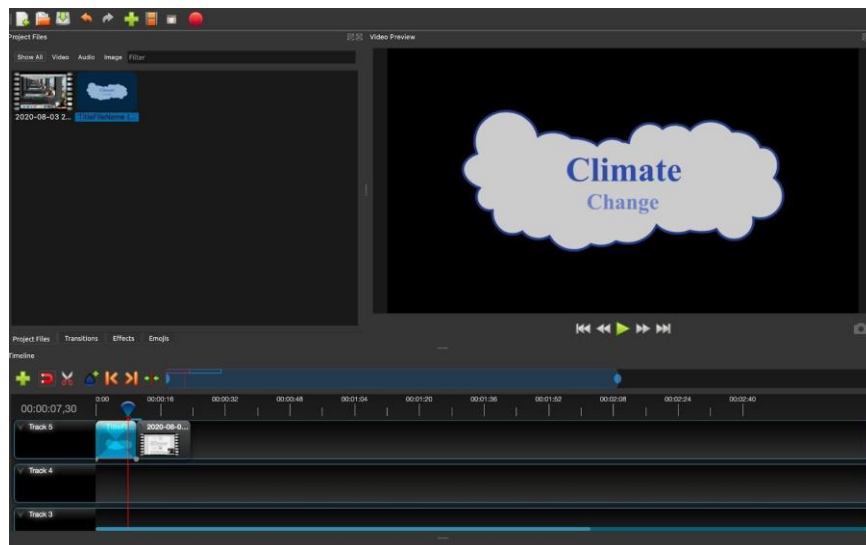 Project Files
Video Preview
Show All Video Audio Image Filter
2020-08-03 2...
Climate
Change
Project Files Transitions Effects Emojis
Timeline
00:00:07,30
0:00 00:00:16 00:00:32 00:00:48 00:01:04 00:01:20 00:01:36 00:01:52 00:02:08 00:02:24 00:02:40
Track 5
2020-08-0...
Track 4
Track 3